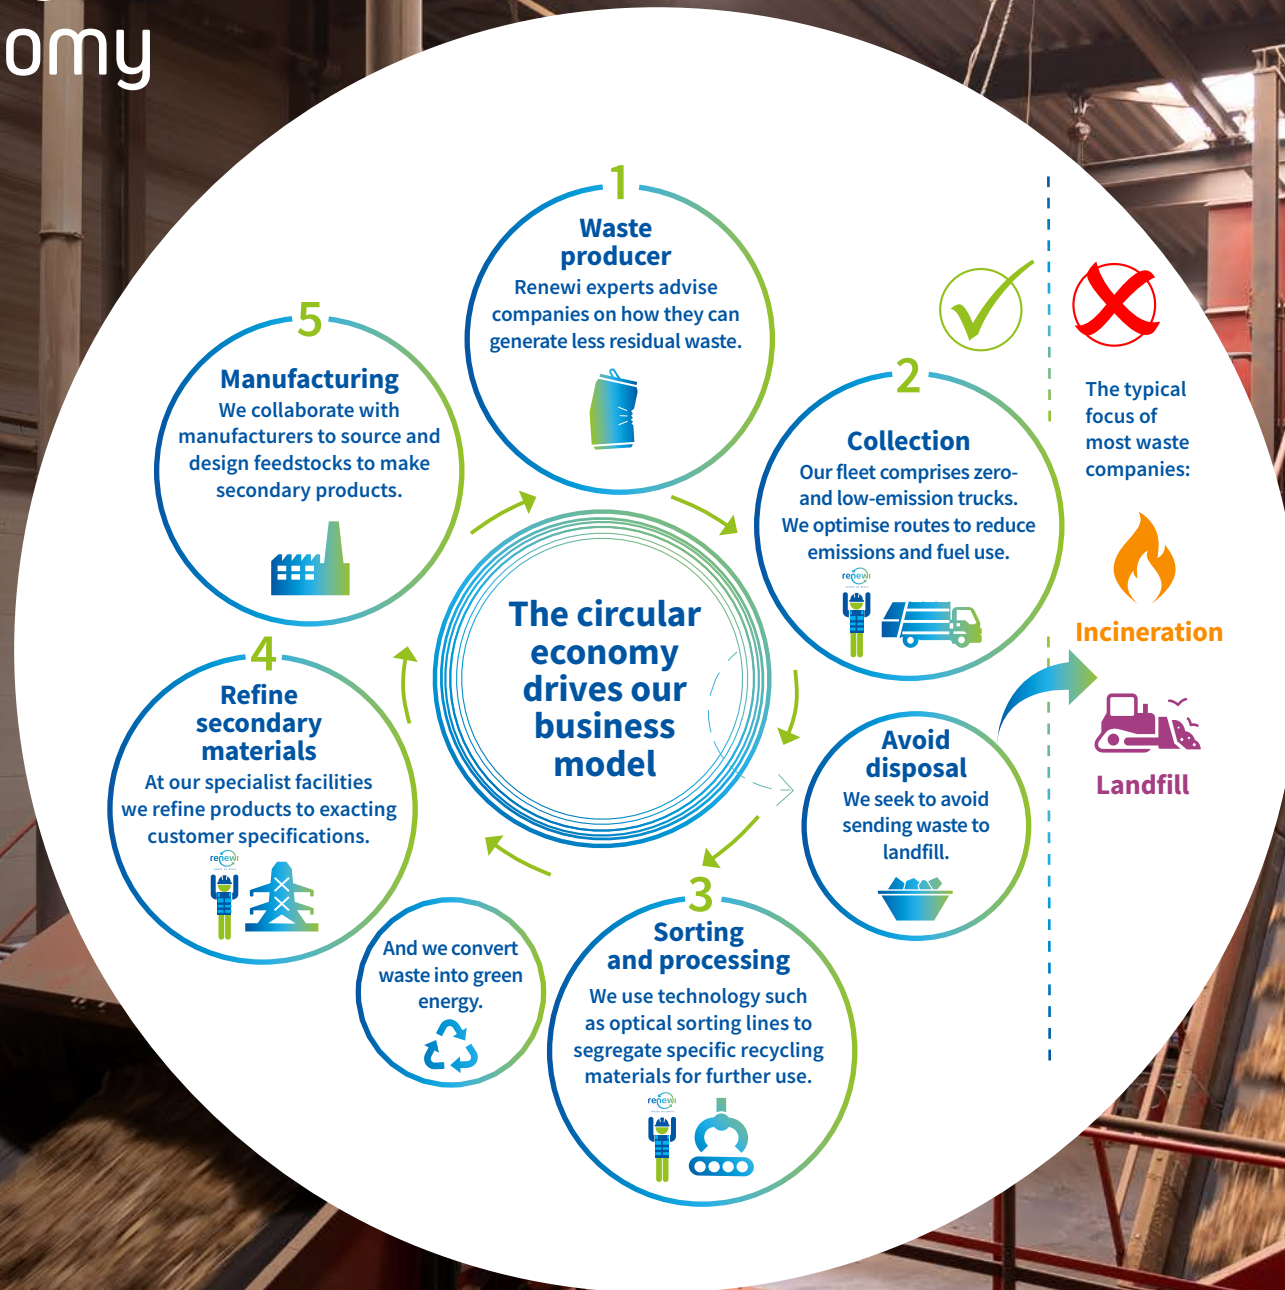 omy
1
Waste
producer
Renewi experts advise
companies on how they can
generate less residual waste.
2
Collection
Our fleet comprises zero-
and low-emission trucks.
We optimise routes to reduce
emissions and fuel use.
renewi
Avoid
disposal
We seek to avoid
sending waste to
landfill.
3
Sorting
and processing
We use technology such
as optical sorting lines to
segregate specific recycling
materials for further use.
renewi
And we convert
waste into green
energy.
4
Refine
secondary
materials
At our specialist facilities
we refine products to exacting
customer specifications.
renewi
5
Manufacturing
We collaborate with
manufacturers to source and
design feedstocks to make
secondary products.
The circular
economy
drives our
business
model
The typical
focus of
most waste
companies:
Incineration
Landfill